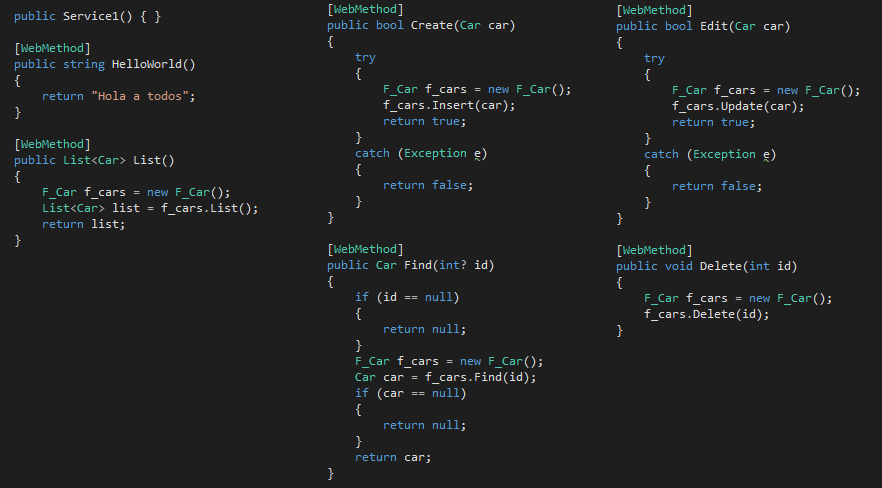 public Service1() { }
[WebMethod]
public string HelloWorld()
{
return "Hola a todos";
}
[WebMethod]
public List<Car> List()
{
F_Car f_cars = new F_Car();
List<Car> list = f_cars.List();
return list;
}
[WebMethod]
public bool Create(Car car)
{
try
{
F_Car f_cars = new F_Car();
f_cars.Insert(car);
return true;
}
catch (Exception e)
{
return false;
}
}
[WebMethod]
public Car Find(int? id)
{
if (id == null)
{
return null;
}
F_Car f_cars = new F_Car();
Car car = f_cars.Find(id);
if (car == null)
{
return null;
}
return car;
}
[WebMethod]
public bool Edit(Car car)
{
try
{
F_Car f_cars = new F_Car();
f_cars.Update(car);
return true;
}
catch (Exception e)
{
return false;
}
}
[WebMethod]
public void Delete(int id)
{
F_Car f_cars = new F_Car();
f_cars.Delete(id);
}